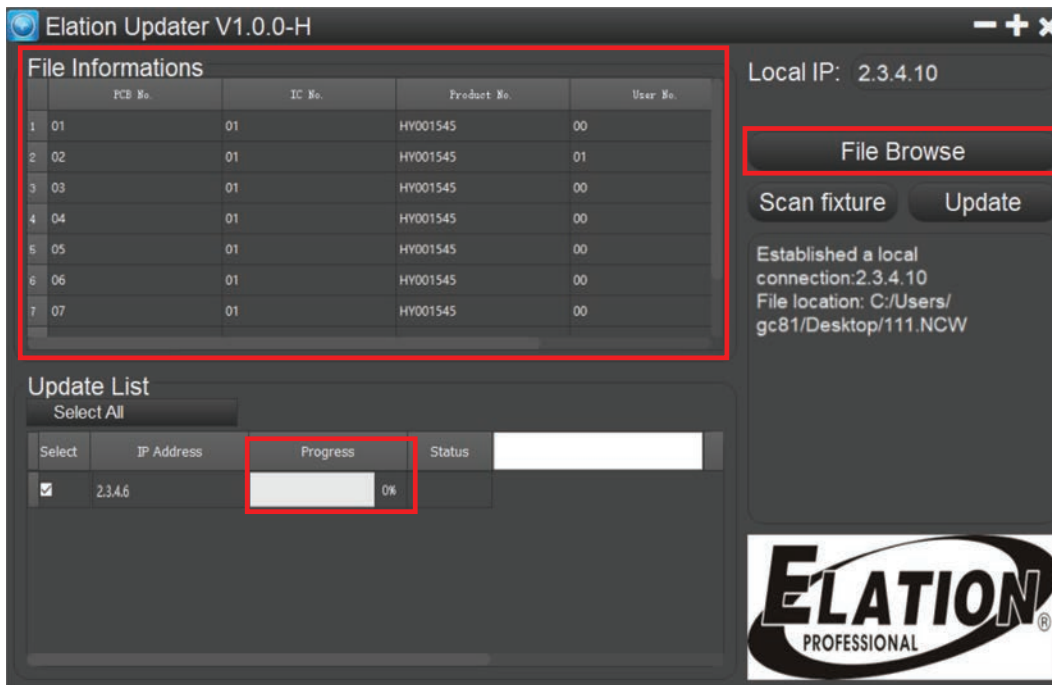 Elation Updater V1.0.0-H
File Informations
PCB No. IC No. Product No. User No.
1 01 01 HY001545 00
2 02 01 HY001545 01
3 03 01 HY001545 00
4 04 01 HY001545 00
5 05 01 HY001545 00
6 06 01 HY001545 00
7 07 01 HY001545 00
Update List
Select All
Select IP Address Progress Status
2.3.4.6 0%
Local IP: 2.3.4.10
File Browse
Scan fixture Update
Established a local
connection:2.3.4.10
File location: C:/Users/
gc81/Desktop/111.NCW
ELATION®
PROFESSIONAL